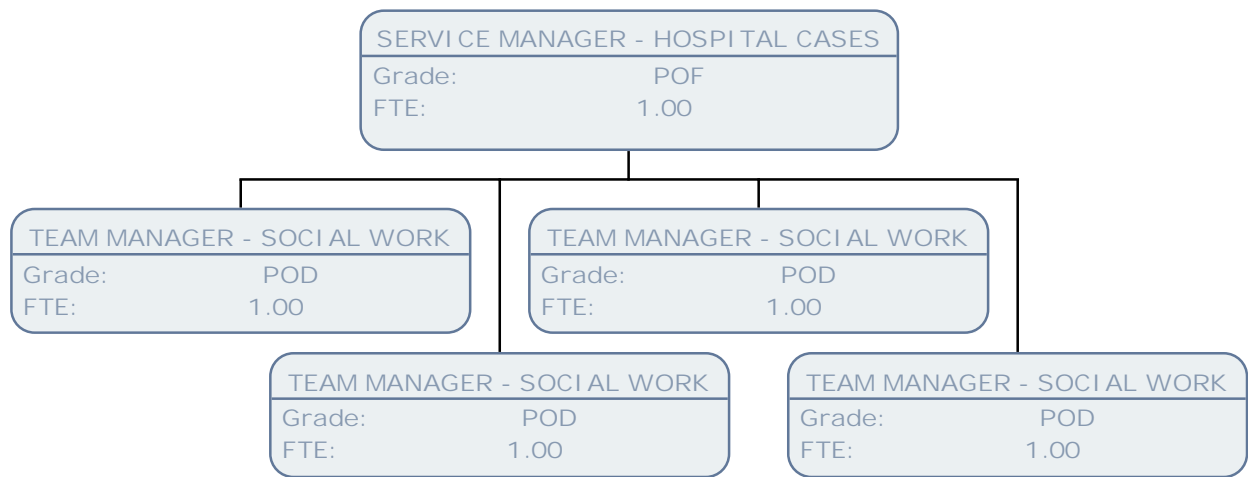 SERVICE MANAGER - HOSPITAL CASES
Grade: POF
FTE: 1.00
TEAM MANAGER - SOCIAL WORK
Grade: POD
FTE: 1.00
TEAM MANAGER - SOCIAL WORK
Grade: POD
FTE: 1.00
TEAM MANAGER - SOCIAL WORK
Grade: POD
FTE: 1.00
TEAM MANAGER - SOCIAL WORK
Grade: POD
FTE: 1.00